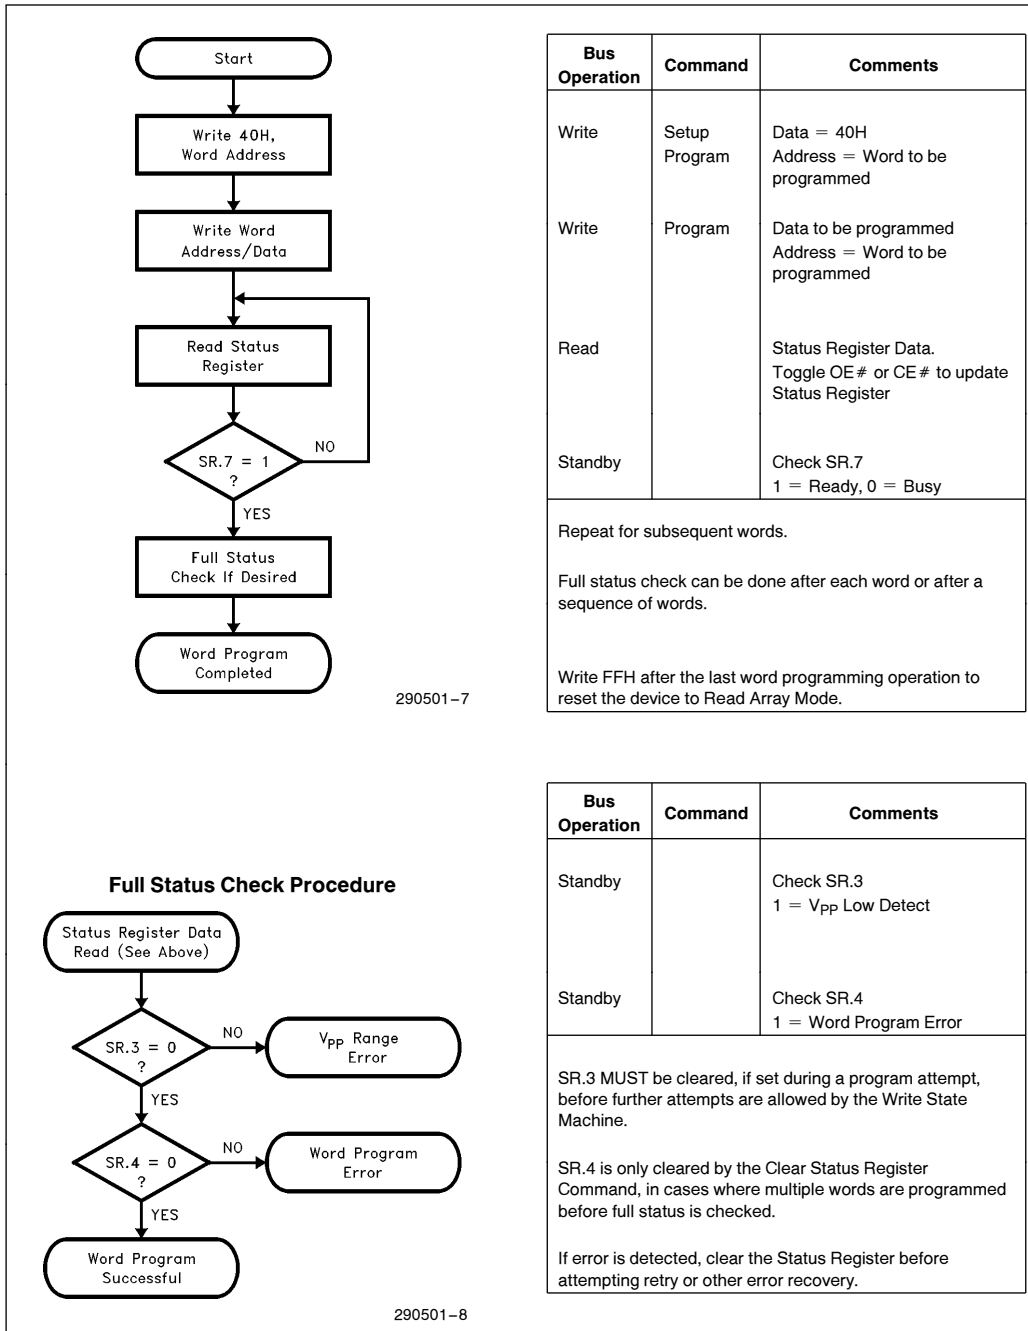 Start
Write 40H,
Word Address
Write Word
Address/Data
Read Status
Register
SR.7 = 1
?
NO
YES
Full Status
Check If Desired
Word Program
Completed
290501–7
Bus
Operation
Command
Comments
Write
Setup
Program
Data = 40H
Address = Word to be
programmed
Write
Program
Data to be programmed
Address = Word to be
programmed
Read
Status Register Data.
Toggle OE# or CE# to update
Status Register
Standby
Check SR.7
1 = Ready, 0 = Busy
Repeat for subsequent words.
Full status check can be done after each word or after a
sequence of words.
Write FFH after the last word programming operation to
reset the device to Read Array Mode.
Full Status Check Procedure
Status Register Data
Read (See Above)
SR.3 = 0
?
NO
VPP Range
Error
YES
SR.4 = 0
?
NO
Word Program
Error
YES
Word Program
Successful
290501–8
Bus
Operation
Command
Comments
Standby
Check SR.3
1 = VPP Low Detect
Standby
Check SR.4
1 = Word Program Error
SR.3 MUST be cleared, if set during a program attempt,
before further attempts are allowed by the Write State
Machine.
SR.4 is only cleared by the Clear Status Register
Command, in cases where multiple words are programmed
before full status is checked.
If error is detected, clear the Status Register before
attempting retry or other error recovery.